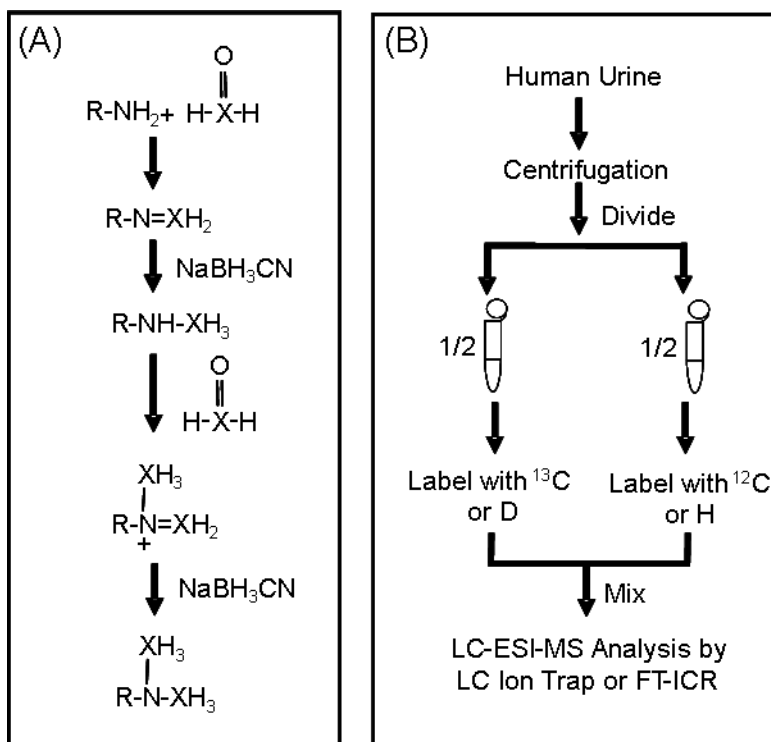 (A)
O
R-NH₂+ H-X-H
R-N=XH₂
NaBH₃CN
R-NH-XH₃
O
H-X-H
XH₃
R-N=XH₂
+
NaBH₃CN
XH₃
R-N-XH₃
(B)
Human Urine
Centrifugation
Divide
1/2
1/2
Label with ¹³C
or D
Label with ¹²C
or H
Mix
LC-ESI-MS Analysis by
LC Ion Trap or FT-ICR